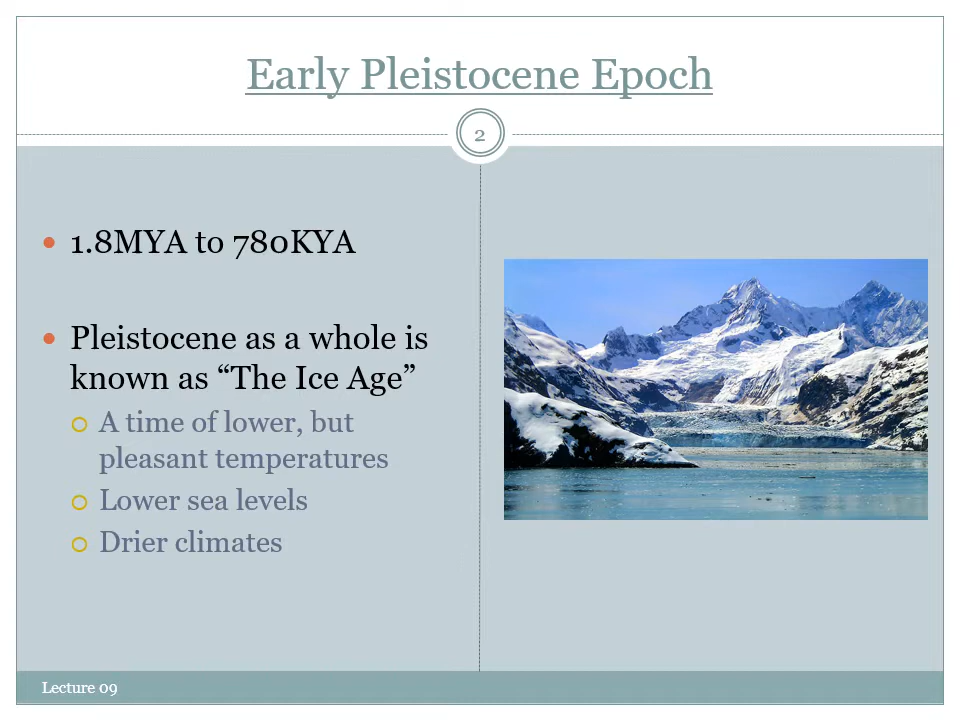 Early Pleistocene Epoch
2
1.8MYA to 780KYA
Pleistocene as a whole is
known as “The Ice Age”
A time of lower, but
pleasant temperatures
Lower sea levels
Drier climates
Lecture 09